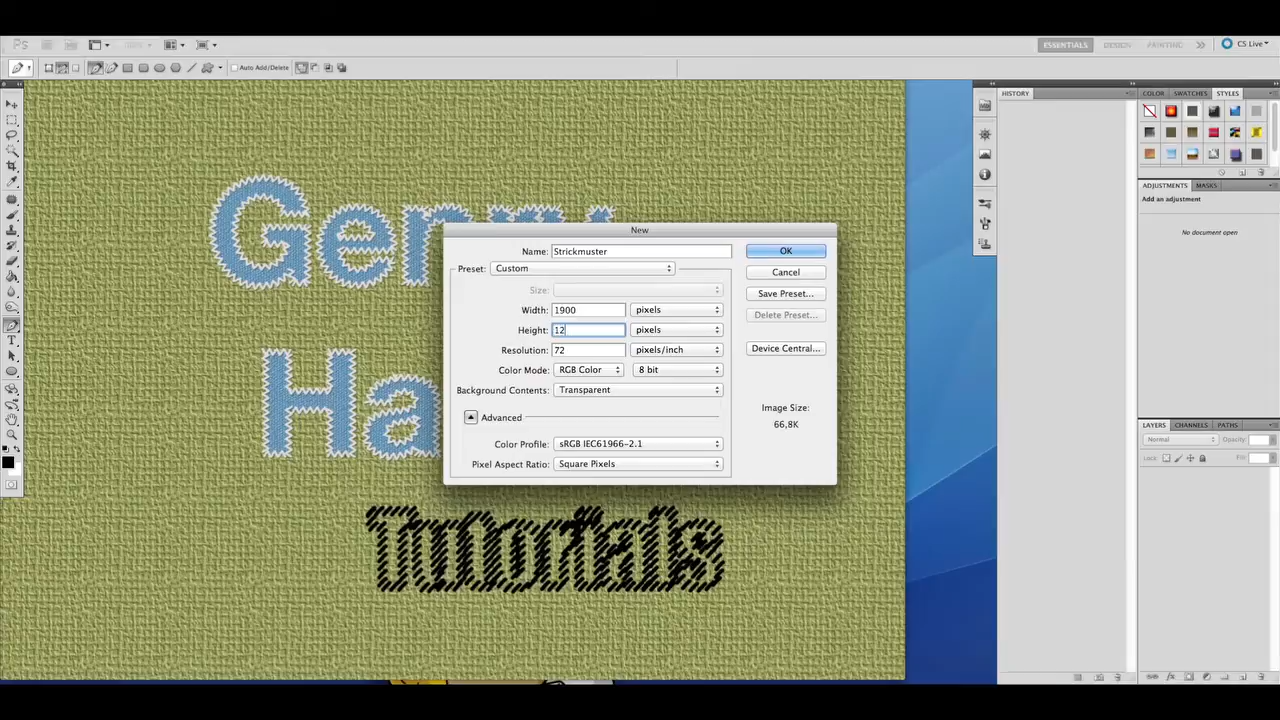 Ps
ESSENTIALS DESIGN PAINTING CS Live
Auto Add/Delete
HISTORY
COLOR SWATCHES STYLES
ADJUSTMENTS MASKS
Add an adjustment
No document open
LAYERS CHANNELS PATHS
Normal Opacity:
Lock: Fill:
New
Name: Strickmuster
OK
Preset: Custom
Cancel
Size:
Save Preset...
Width: 1900 pixels
Delete Preset...
Height: 12 pixels
Resolution: 72 pixels/inch
Device Central...
Color Mode: RGB Color 8 bit
Background Contents: Transparent
Image Size:
66,8K
Advanced
Color Profile: sRGB IEC61966-2.1
Pixel Aspect Ratio: Square Pixels
Ha
Tutorials